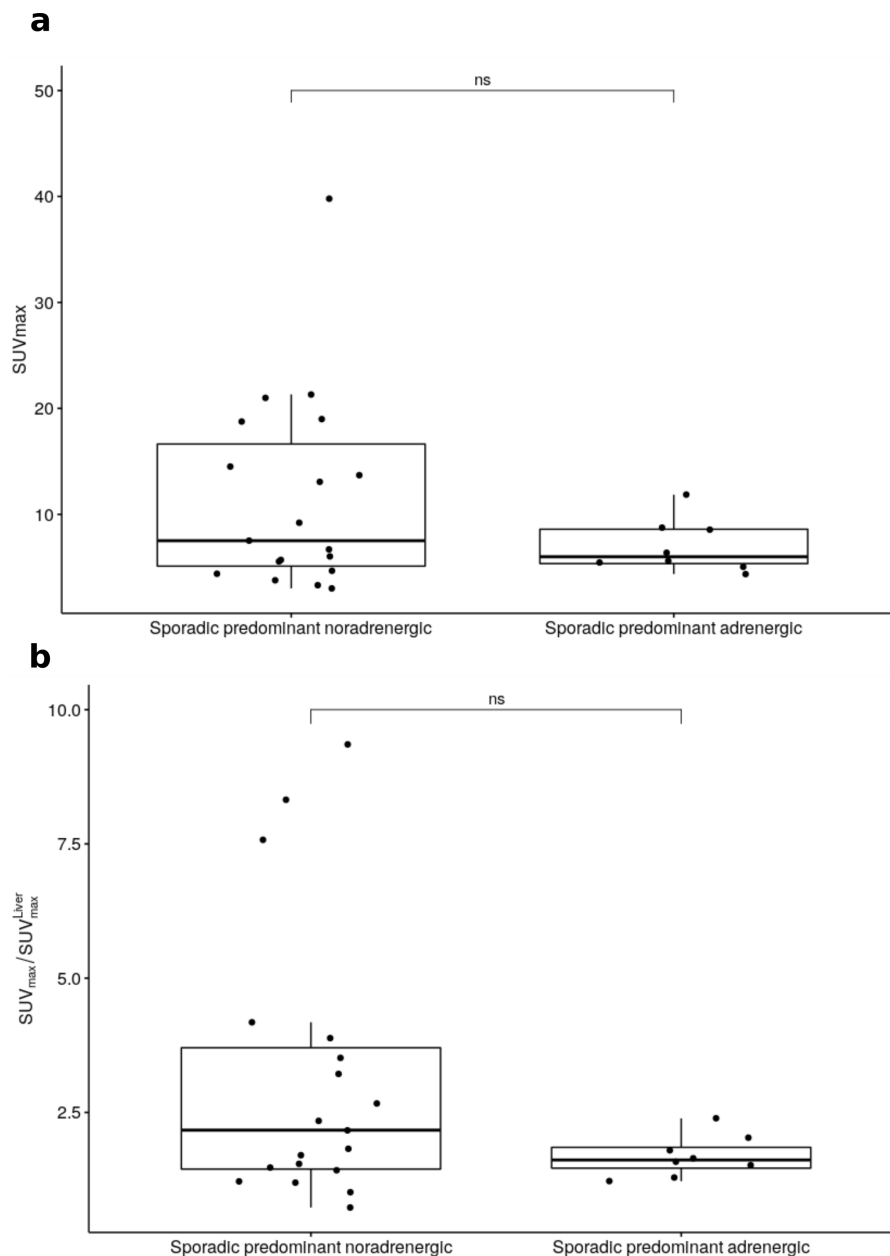 a
ns
50
40
30
20
10
SUVmax
Sporadic predominant noradrenergic Sporadic predominant adrenergic
b
ns
10.0
7.5
5.0
2.5
SUVmax/SUVmaxLiver
Sporadic predominant noradrenergic Sporadic predominant adrenergic